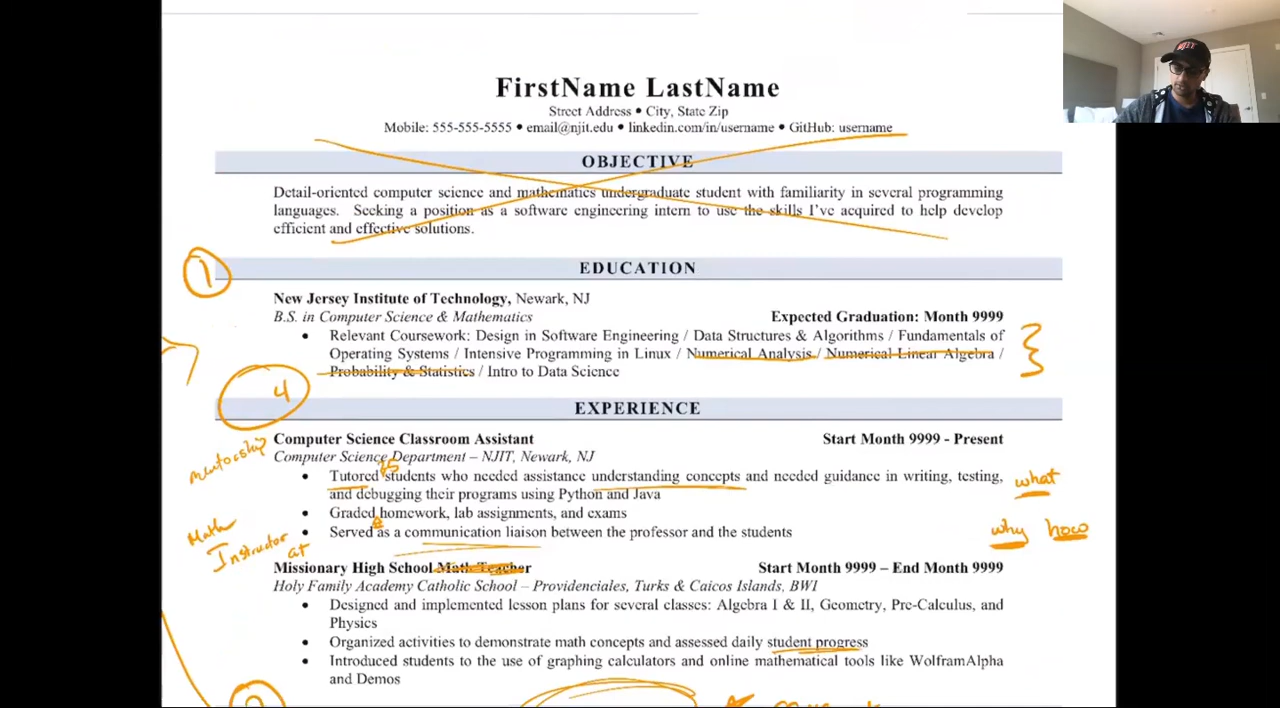 FirstName LastName
Street Address • City, State Zip
Mobile: 555-555-5555 • email@njit.edu • linkedin.com/in/username • GitHub: username
OBJECTIVE
Detail-oriented computer science and mathematics undergraduate student with familiarity in several programming
languages. Seeking a position as a software engineering intern to use the skills I've acquired to help develop
efficient and effective solutions.
1
EDUCATION
New Jersey Institute of Technology, Newark, NJ
B.S. in Computer Science & Mathematics Expected Graduation: Month 9999
• Relevant Coursework: Design in Software Engineering / Data Structures & Algorithms / Fundamentals of
Operating Systems / Intensive Programming in Linux / Numerical Analysis / Numerical Linear Algebra /
Probability & Statistics / Intro to Data Science
4
EXPERIENCE
mentorship
Computer Science Classroom Assistant Start Month 9999 - Present
Computer Science Department – NJIT, Newark, NJ
75
• Tutored students who needed assistance understanding concepts and needed guidance in writing, testing,
what
and debugging their programs using Python and Java
• Graded homework, lab assignments, and exams
• Served as a communication liaison between the professor and the students
why how
Math
Instructor at
Missionary High School Math Teacher Start Month 9999 – End Month 9999
Holy Family Academy Catholic School – Providenciales, Turks & Caicos Islands, BWI
• Designed and implemented lesson plans for several classes: Algebra I & II, Geometry, Pre-Calculus, and
Physics
• Organized activities to demonstrate math concepts and assessed daily student progress
• Introduced students to the use of graphing calculators and online mathematical tools like WolframAlpha
and Demos
NJIT